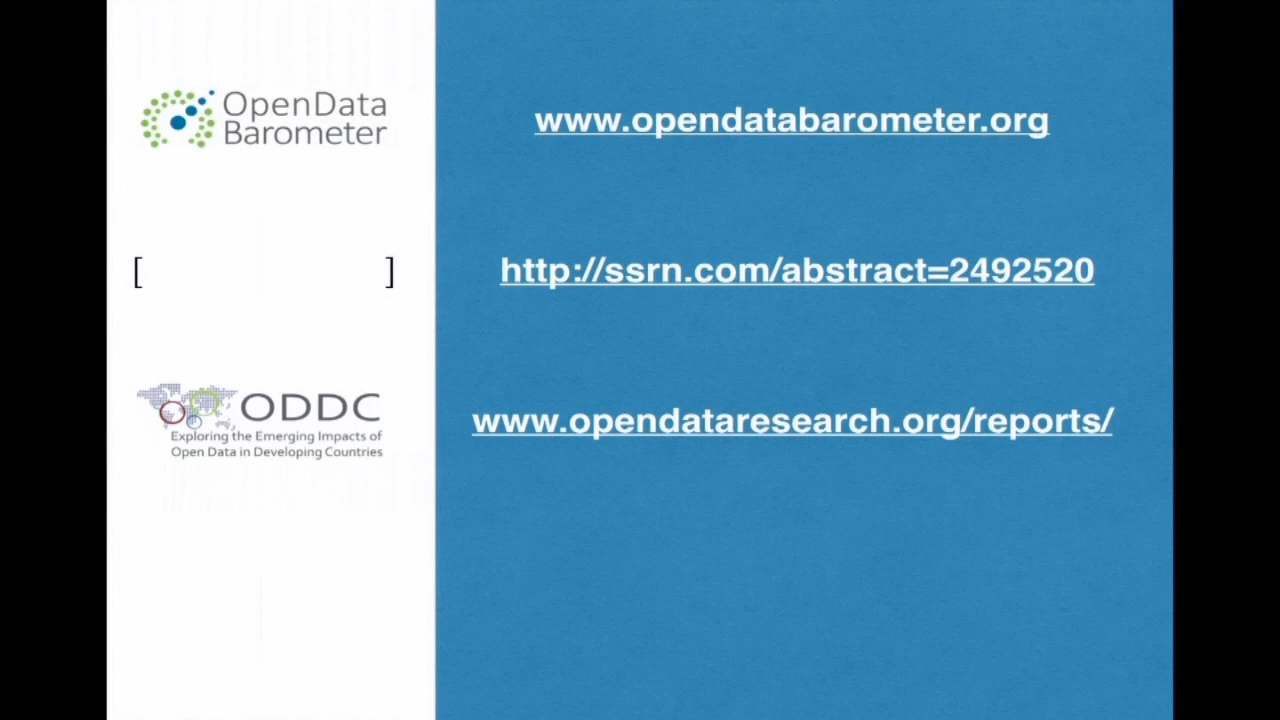 OpenData
Barometer
www.opendatabarometer.org
[ ]
http://ssrn.com/abstract=2492520
ODDC
Exploring the Emerging Impacts of
Open Data in Developing Countries
www.opendataresearch.org/reports/